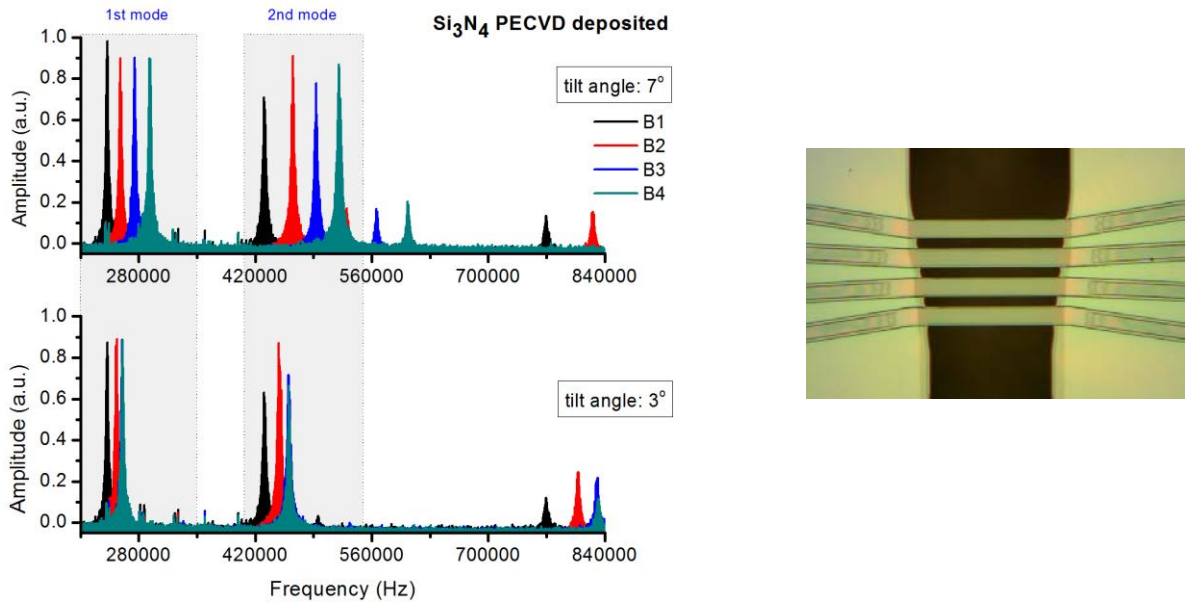 1st mode
2nd mode
Si₃N₄ PECVD deposited
1.0
0.8
0.6
0.4
0.2
0.0
Amplitude (a.u.)
tilt angle: 7°
B1
B2
B3
B4
280000
420000
560000
700000
840000
1.0
0.8
0.6
0.4
0.2
0.0
Amplitude (a.u.)
tilt angle: 3°
280000
420000
560000
700000
840000
Frequency (Hz)